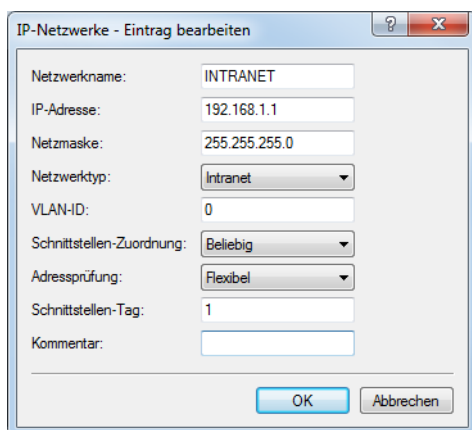 IP-Netzwerke - Eintrag bearbeiten
Netzwerkname: INTRANET
IP-Adresse: 192.168.1.1
Netzmaske: 255.255.255.0
Netzwerktyp: Intranet
VLAN-ID: 0
Schnittstellen-Zuordnung: Beliebig
Adressprüfung: Flexibel
Schnittstellen-Tag: 1
Kommentar:
OK Abbrechen